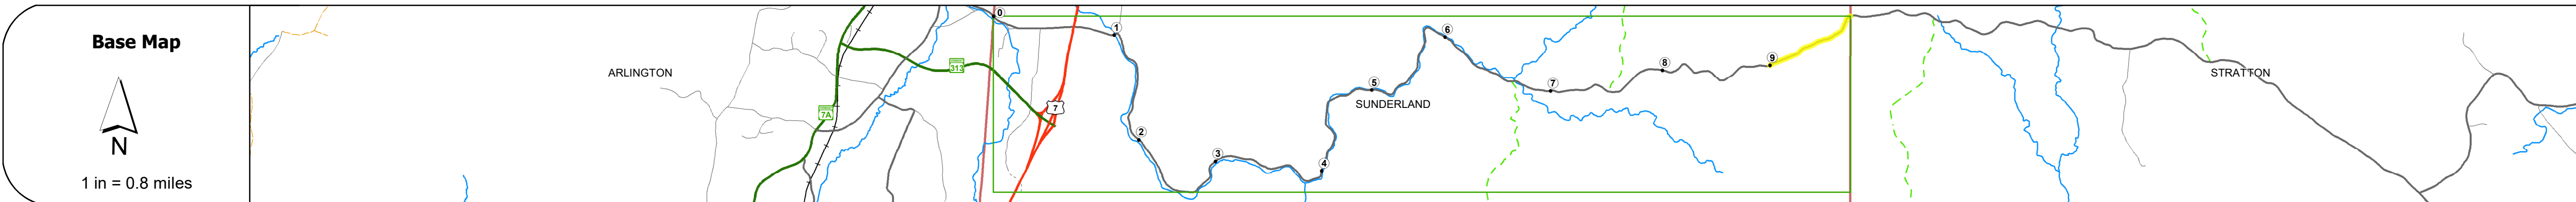 Base Map
N
1 in = 0.8 miles
ARLINGTON
7A
313
0
7
1
2
3
4
5
SUNDERLAND
6
7
8
9
STRATTON